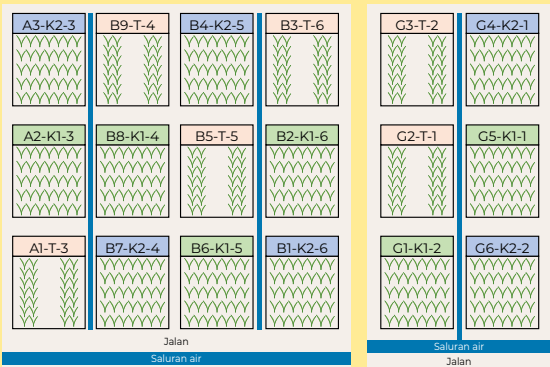 A3-K2-3 B9-T-4 B4-K2-5 B3-T-6 G3-T-2 G4-K2-1
A2-K1-3 B8-K1-4 B5-T-5 B2-K1-6 G2-T-1 G5-K1-1
A1-T-3 B7-K2-4 B6-K1-5 B1-K2-6 G1-K1-2 G6-K2-2
Jalan
Saluran air
Saluran air
Jalan